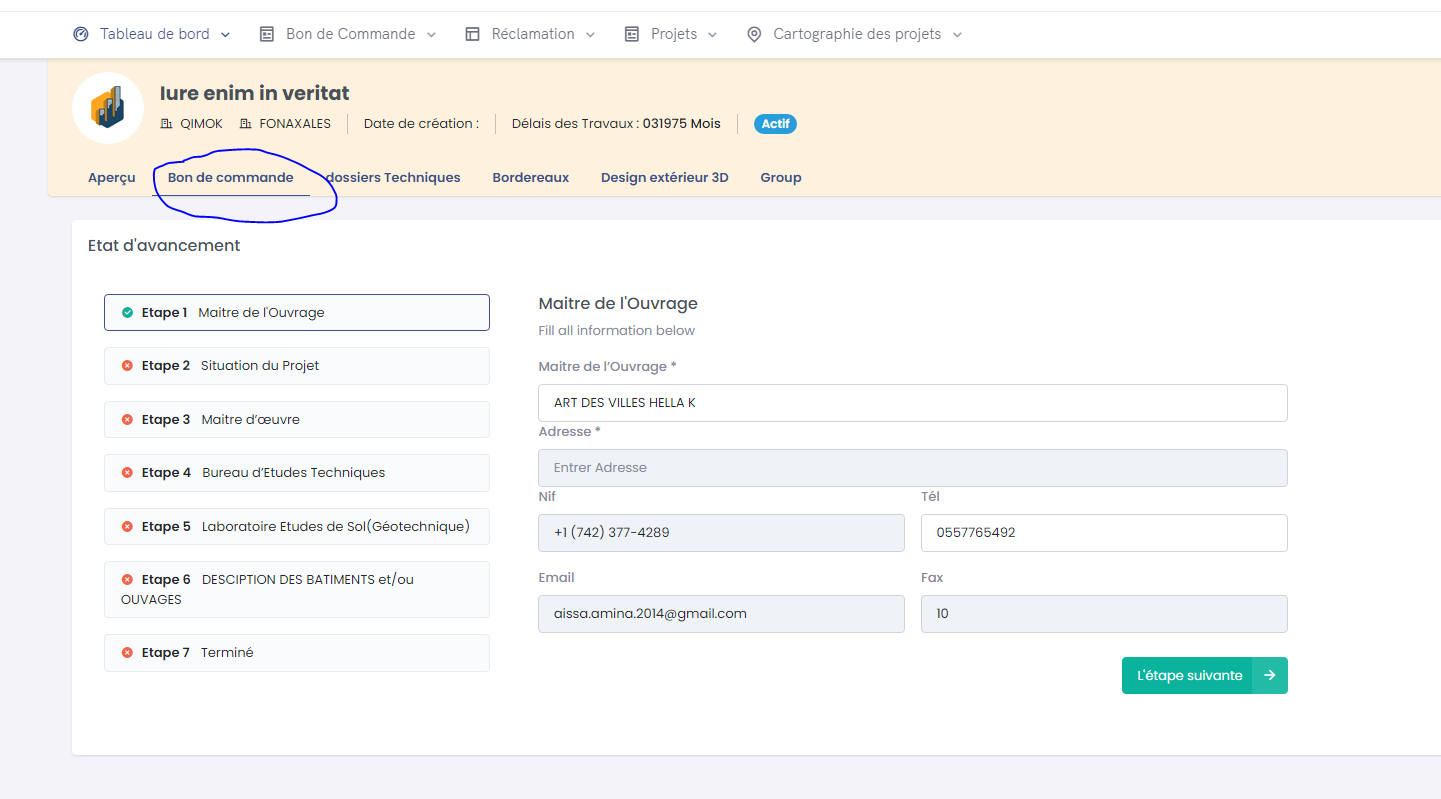 Tableau de bord Bon de Commande Réclamation Projets Cartographie des projets
Iure enim in veritat
QIMOK FONAXALES Date de création : Délais des Travaux : 031975 Mois Actif
Aperçu Bon de commande dossiers Techniques Bordereaux Design extérieur 3D Group
Etat d'avancement
Etape 1 Maitre de l'Ouvrage
Etape 2 Situation du Projet
Etape 3 Maitre d’œuvre
Etape 4 Bureau d’Etudes Techniques
Etape 5 Laboratoire Etudes de Sol(Géotechnique)
Etape 6 DESCIPTION DES BATIMENTS et/ou
OUVAGES
Etape 7 Terminé
Maitre de l'Ouvrage
Fill all information below
Maitre de l’Ouvrage *
ART DES VILLES HELLA K
Adresse *
Entrer Adresse
Nif Tél
+1 (742) 377-4289 0557765492
Email Fax
aissa.amina.2014@gmail.com 10
L'étape suivante